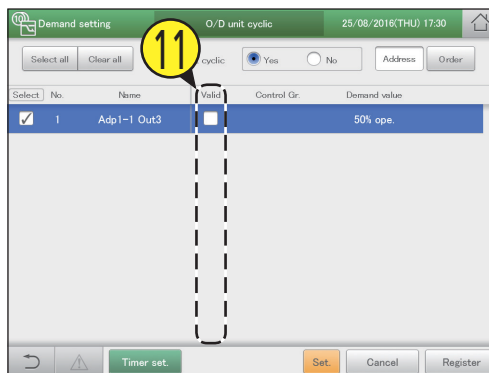 100 Demand setting O/D unit cyclic 25/08/2016(THU) 17:30
Select all Clear all cyclic Yes No Address Order
11
Select No. Name Valid Control Gr. Demand value
1 Adp1-1 Out3 50% ope.
Timer set. Set. Cancel Register